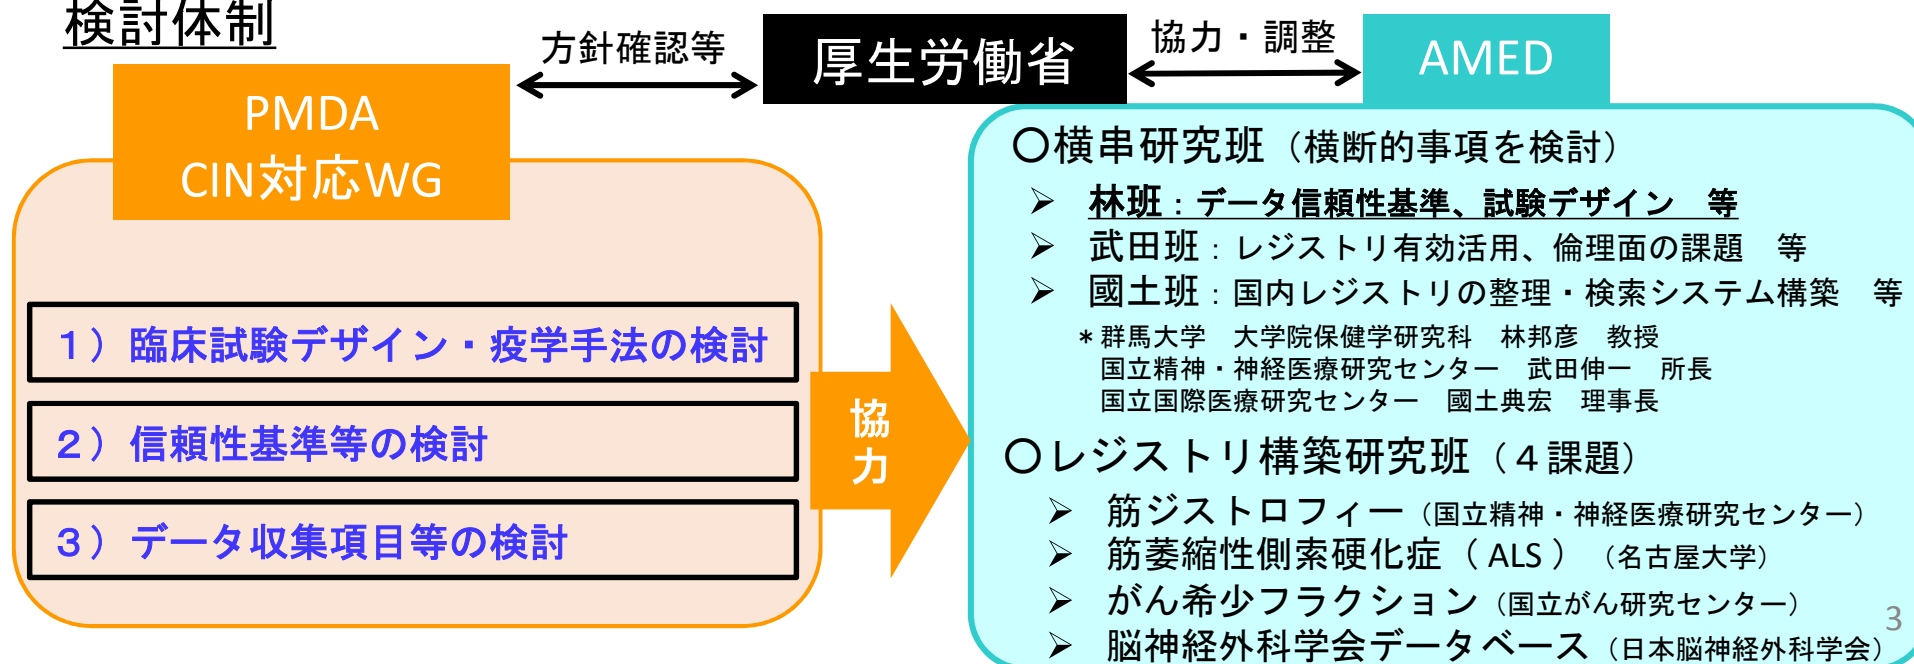 検討体制
方針確認等
厚生労働省
協力・調整
AMED
PMDA
CIN対応WG
１）臨床試験デザイン・疫学手法の検討
２）信頼性基準等の検討
３）データ収集項目等の検討
協
力
〇横串研究班（横断的事項を検討）
➢ 林班：データ信頼性基準、試験デザイン　等
➢ 武田班：レジストリ有効活用、倫理面の課題　等
➢ 國土班：国内レジストリの整理・検索システム構築　等
＊群馬大学　大学院保健学研究科　林邦彦　教授
国立精神・神経医療研究センター　武田伸一　所長
国立国際医療研究センター　國土典宏　理事長
〇レジストリ構築研究班（４課題）
➢ 筋ジストロフィー（国立精神・神経医療研究センター）
➢ 筋萎縮性側索硬化症（ALS）（名古屋大学）
➢ がん希少フラクション（国立がん研究センター）
➢ 脳神経外科学会データベース（日本脳神経外科学会）
3